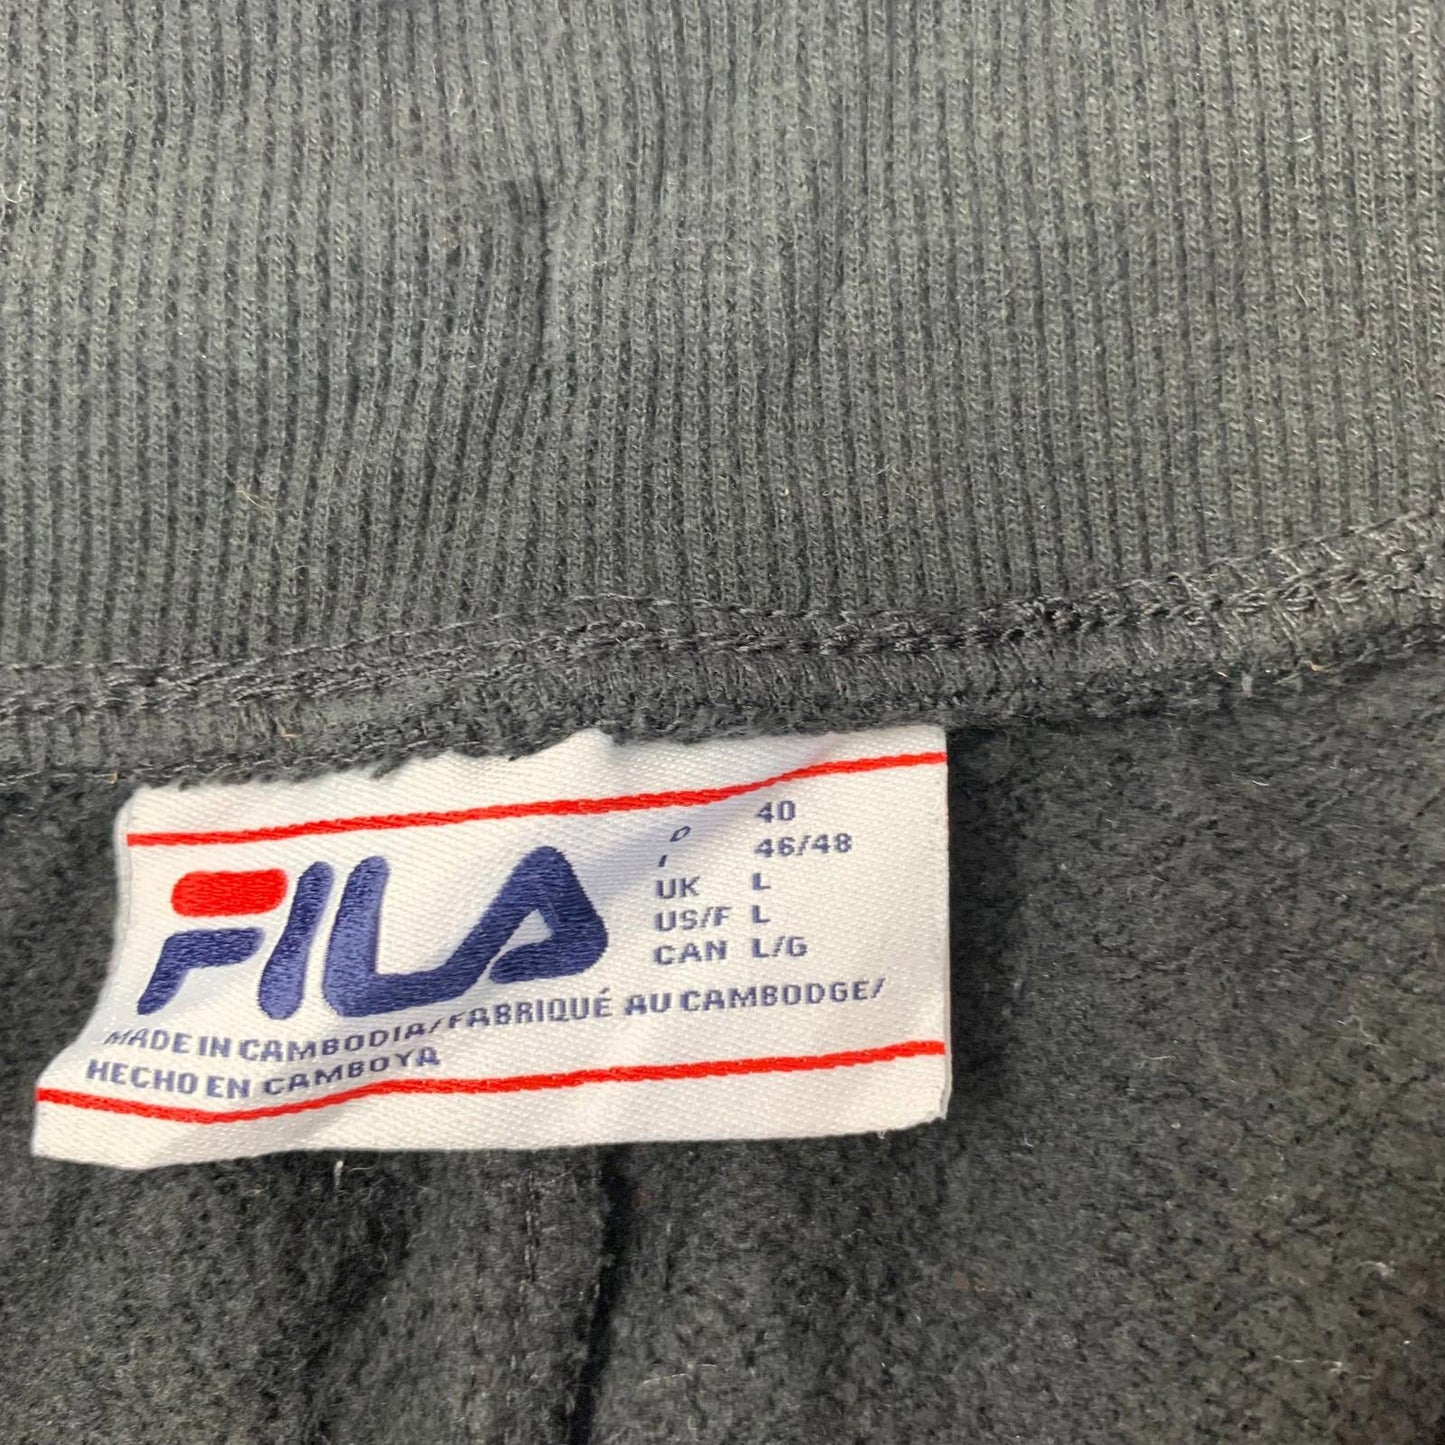 FILA
D 40
I 46/48
UK L
US/F L
CAN L/G
MADE IN CAMBODIA/FABRIQUÉ AU CAMBODGE/
HECHO EN CAMBOYA